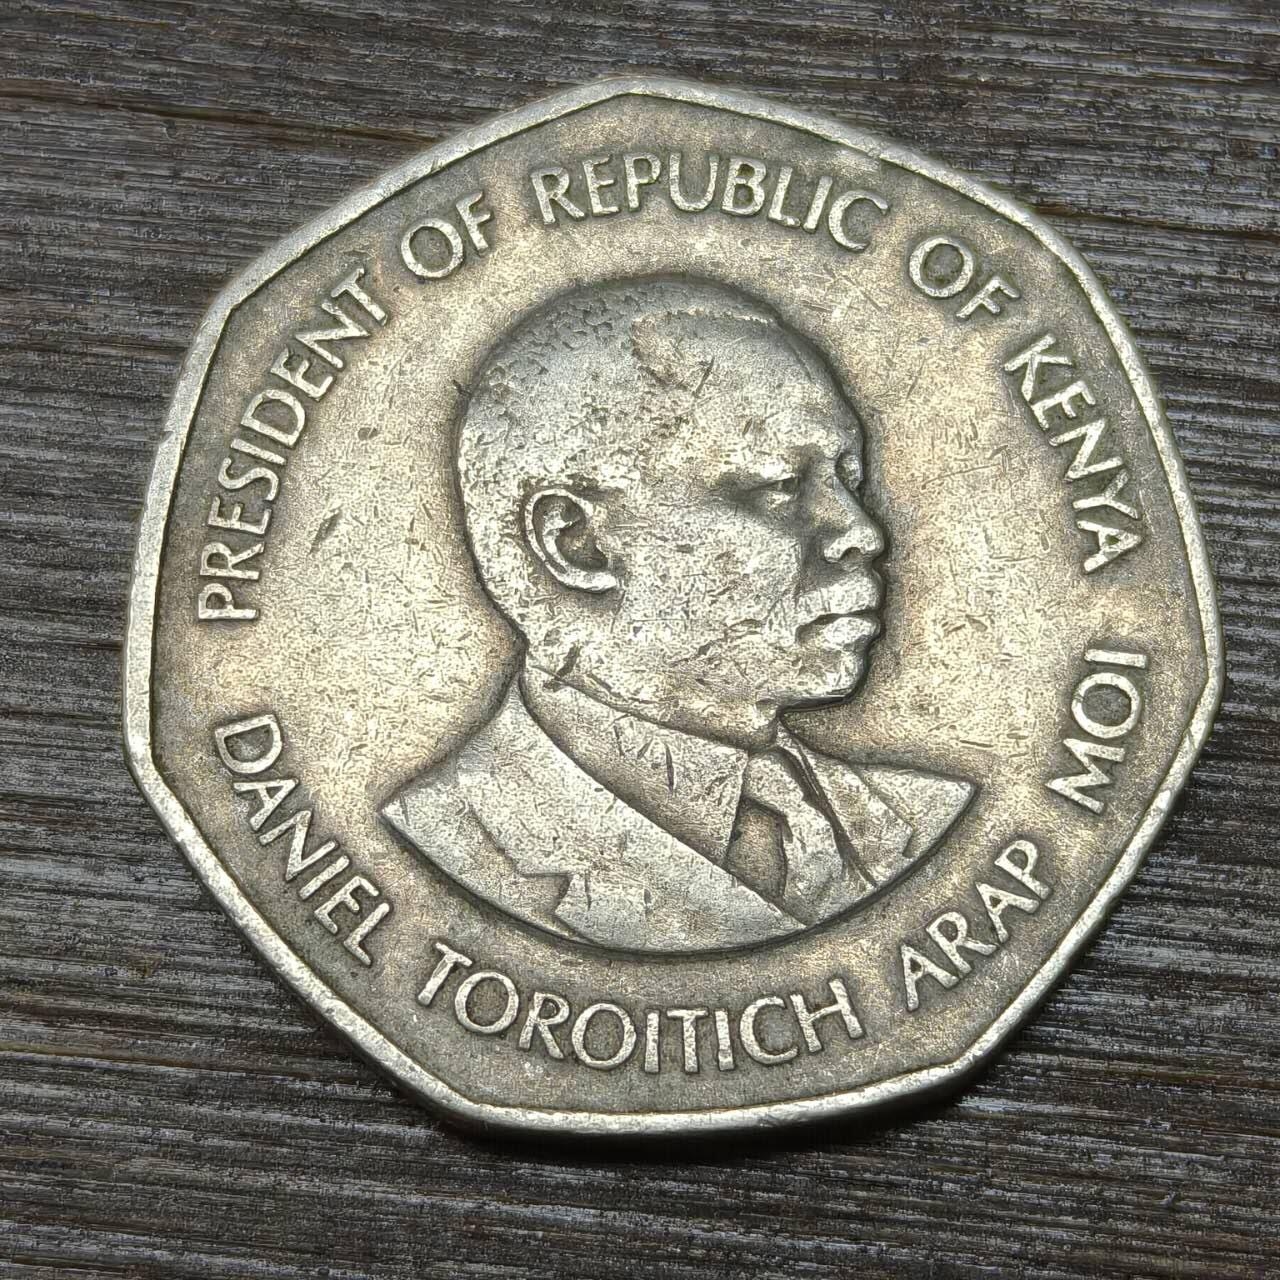 PRESIDENT OF REPUBLIC OF KENYA
DANIEL TOROITICH ARAP MOI